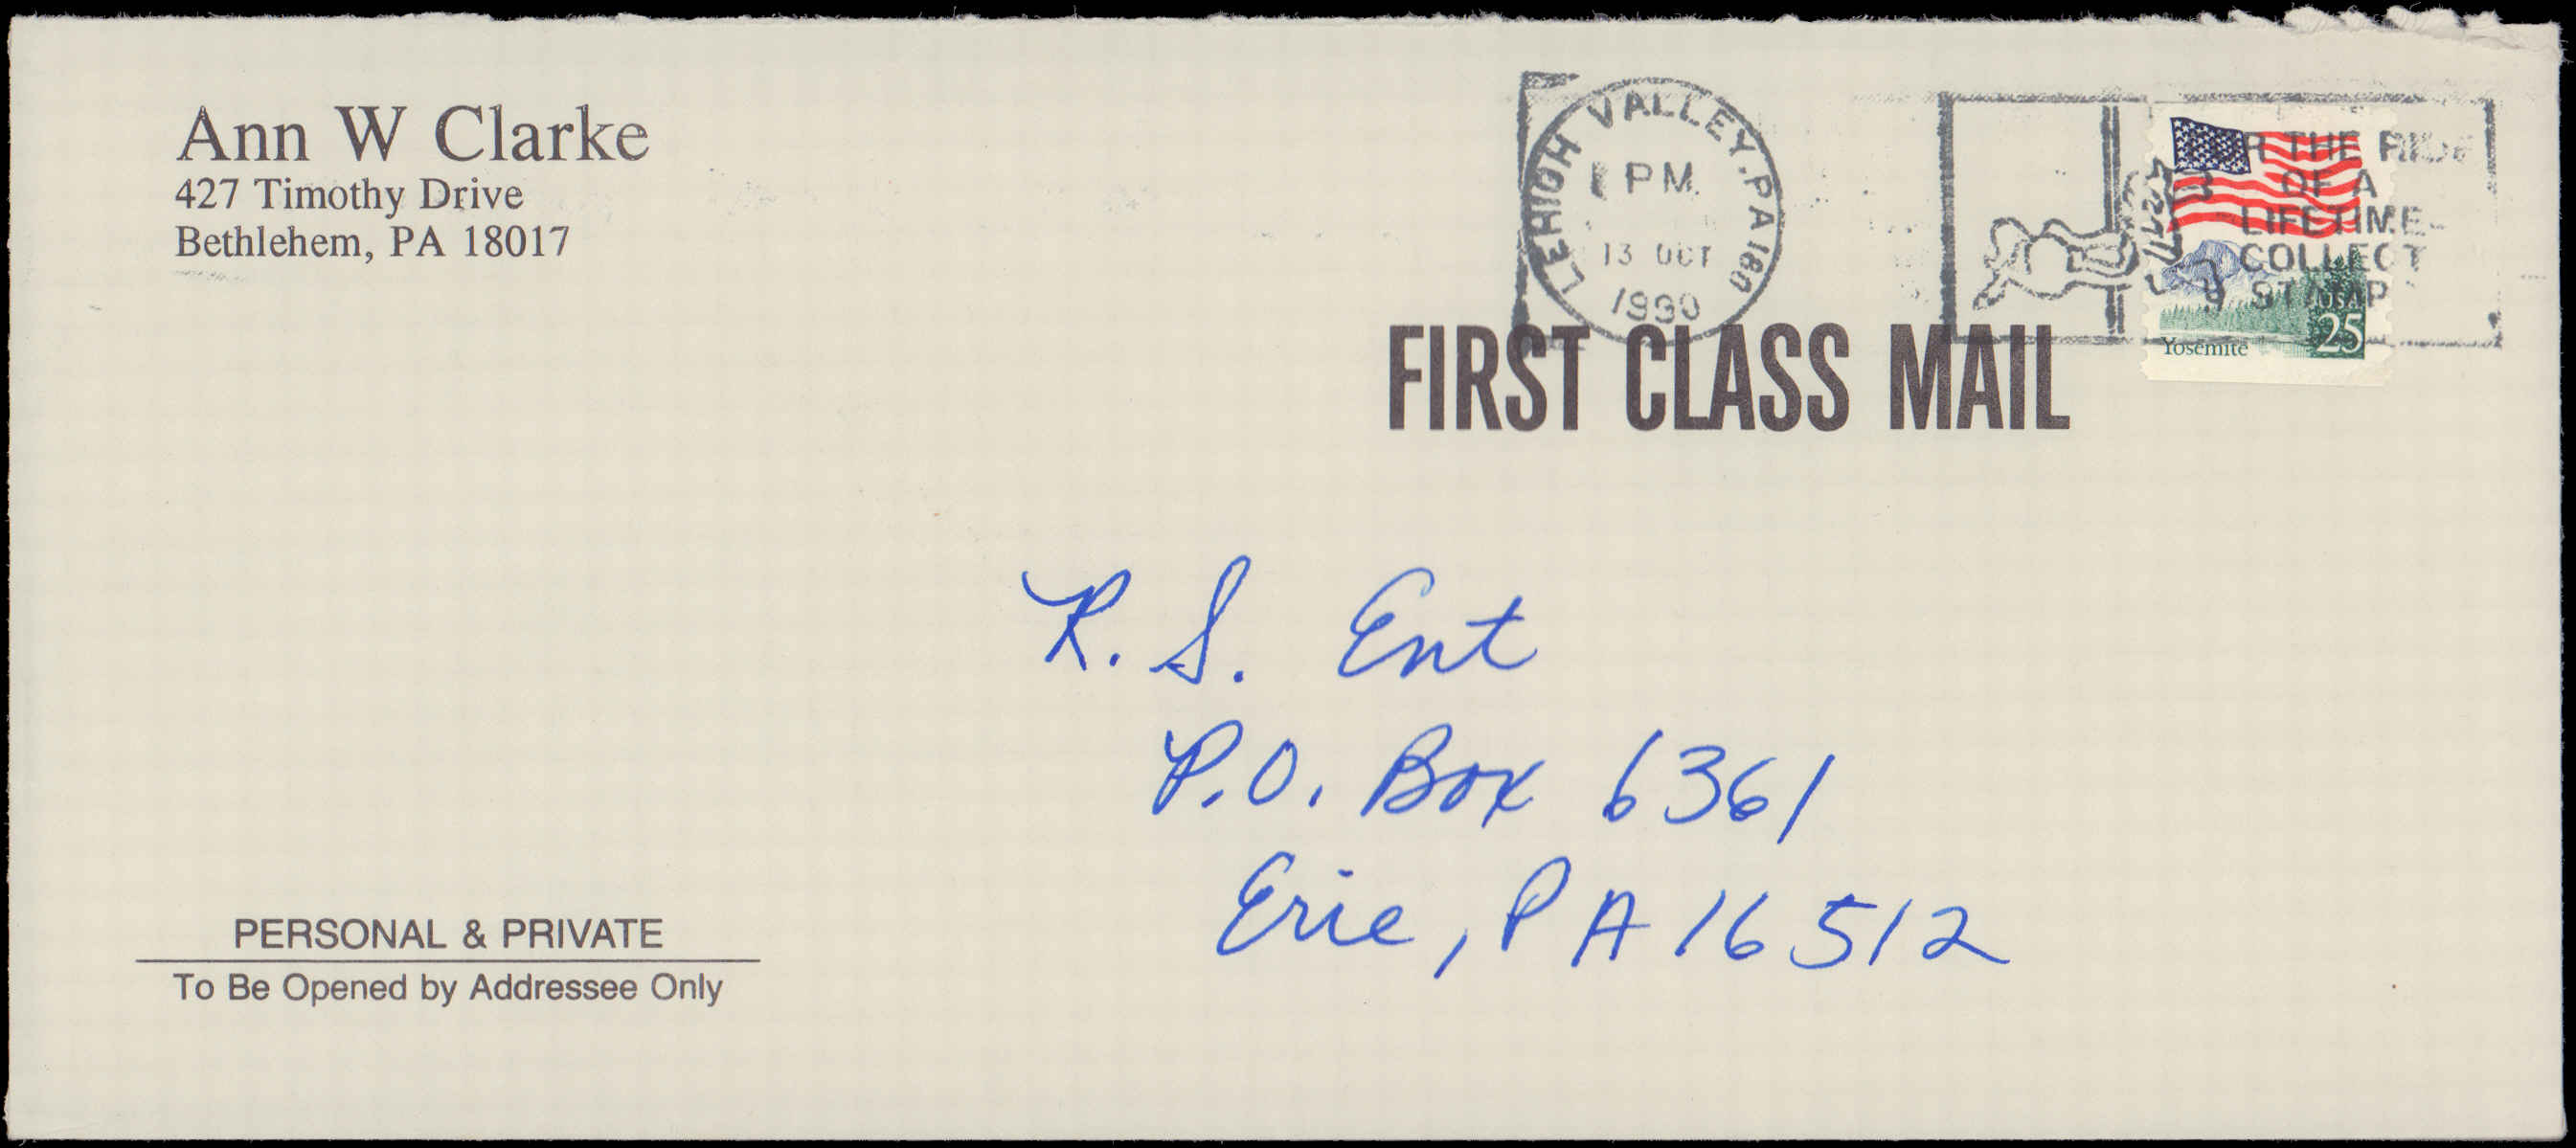 Ann W Clarke
427 Timothy Drive
Bethlehem, PA 18017
LEHIGH VALLEY, PA 180
PM
13 OCT
1990
FOR THE RIDE
OF A
LIFETIME-
COLLECT
STAMPS
USA
25
Yosemite
FIRST CLASS MAIL
R. S. Ent
P.O. Box 6361
Erie, PA 16512
PERSONAL & PRIVATE
To Be Opened by Addressee Only